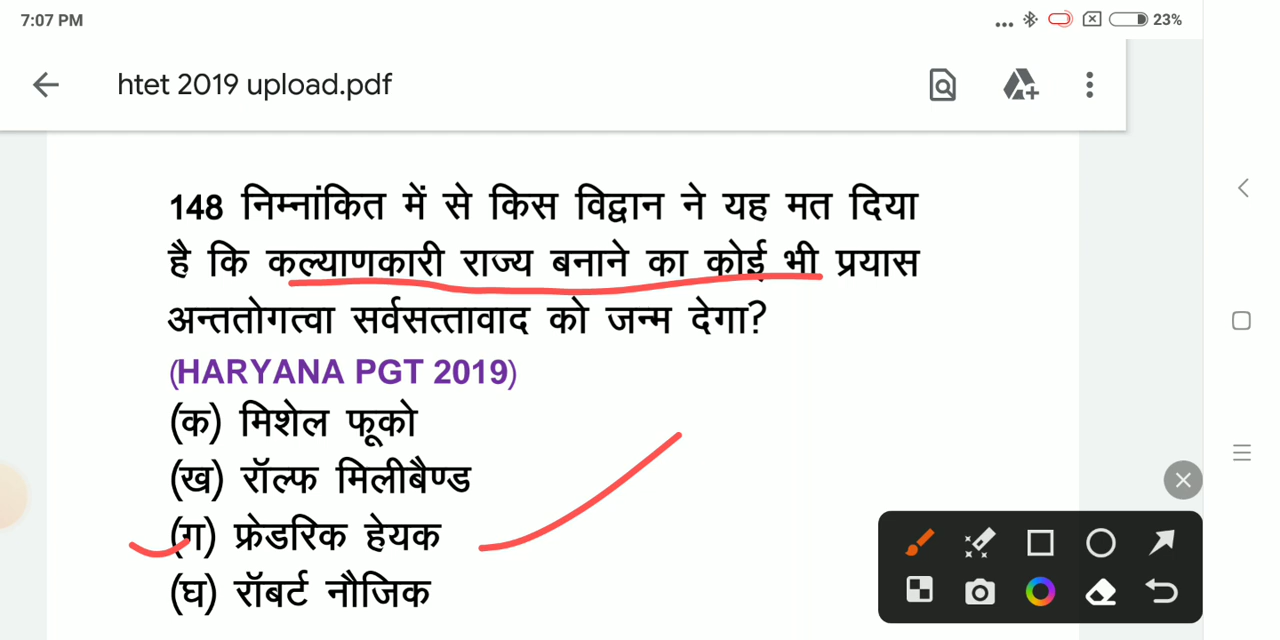 7:07 PM
23%
htet 2019 upload.pdf
148 निम्नांकित में से किस विद्वान ने यह मत दिया
है कि कल्याणकारी राज्य बनाने का कोई भी प्रयास
अन्ततोगत्वा सर्वसत्तावाद को जन्म देगा?
(HARYANA PGT 2019)
(क) मिशेल फूको
(ख) रॉल्फ मिलीबैण्ड
(ग) फ्रेडरिक हेयक
(घ) रॉबर्ट नौजिक